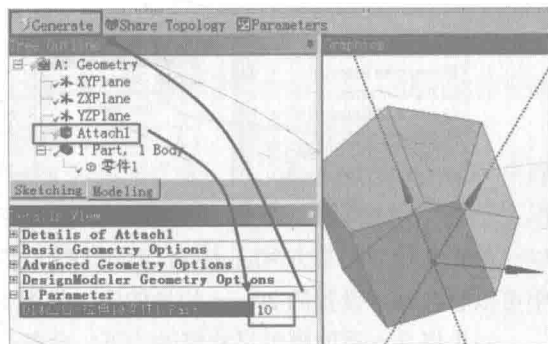 Generate Share Topology Parameters
Tree Outline
Graphics
A: Geometry
XYPlane
ZXPlane
YZPlane
Attach1
1 Part, 1 Body
零件1
Sketching Modeling
Details View
Details of Attach1
Basic Geometry Options
Advanced Geometry Options
DesignModeler Geometry Options
1 Parameter
10